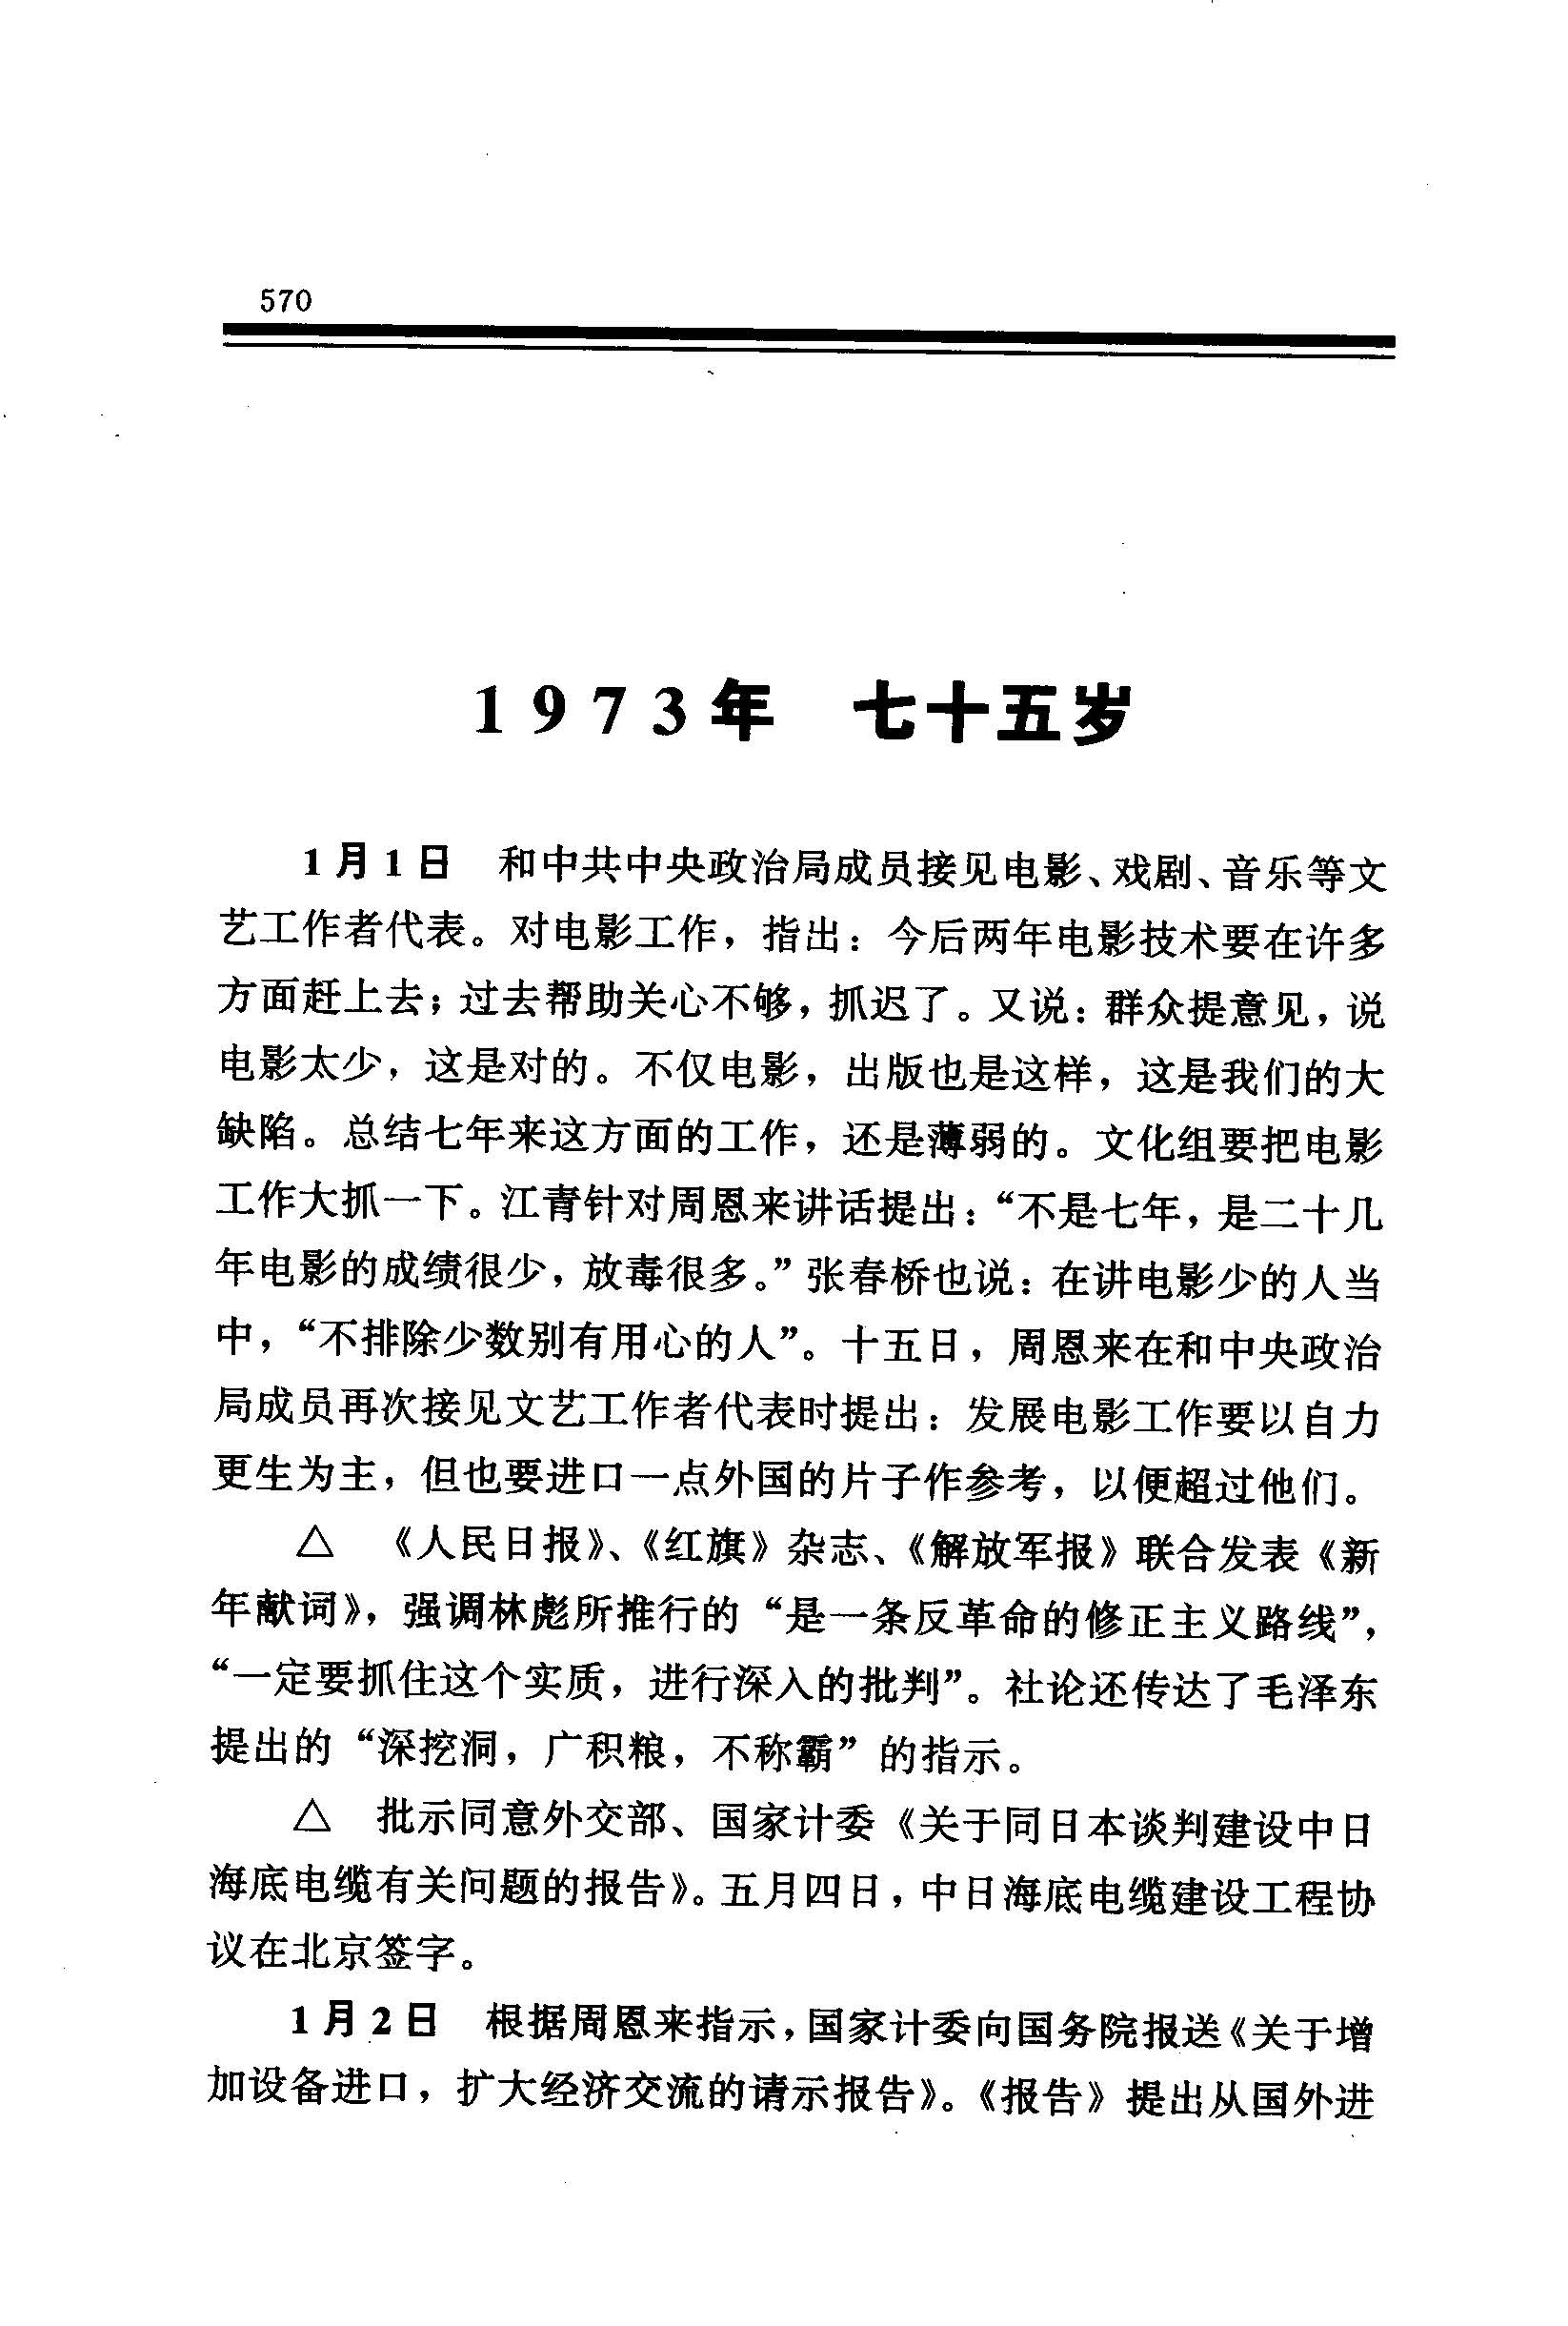 570
1973年 七十五岁
1月1日 和中共中央政治局成员接见电影、戏剧、音乐等文
艺工作者代表。对电影工作，指出：今后两年电影技术要在许多
方面赶上去；过去帮助关心不够，抓迟了。又说：群众提意见，说
电影太少，这是对的。不仅电影，出版也是这样，这是我们的大
缺陷。总结七年来这方面的工作，还是薄弱的。文化组要把电影
工作大抓一下。江青针对周恩来讲话提出：“不是七年，是二十几
年电影的成绩很少，放毒很多。”张春桥也说：在讲电影少的人当
中，“不排除少数别有用心的人”。十五日，周恩来在和中央政治
局成员再次接见文艺工作者代表时提出：发展电影工作要以自力
更生为主，但也要进口一点外国的片子作参考，以便超过他们。
△ 《人民日报》、《红旗》杂志、《解放军报》联合发表《新
年献词》，强调林彪所推行的“是一条反革命的修正主义路线”，
“一定要抓住这个实质，进行深入的批判”。社论还传达了毛泽东
提出的“深挖洞，广积粮，不称霸”的指示。
△ 批示同意外交部、国家计委《关于同日本谈判建设中日
海底电缆有关问题的报告》。五月四日，中日海底电缆建设工程协
议在北京签字。
1月2日 根据周恩来指示，国家计委向国务院报送《关于增
加设备进口，扩大经济交流的请示报告》。《报告》提出从国外进